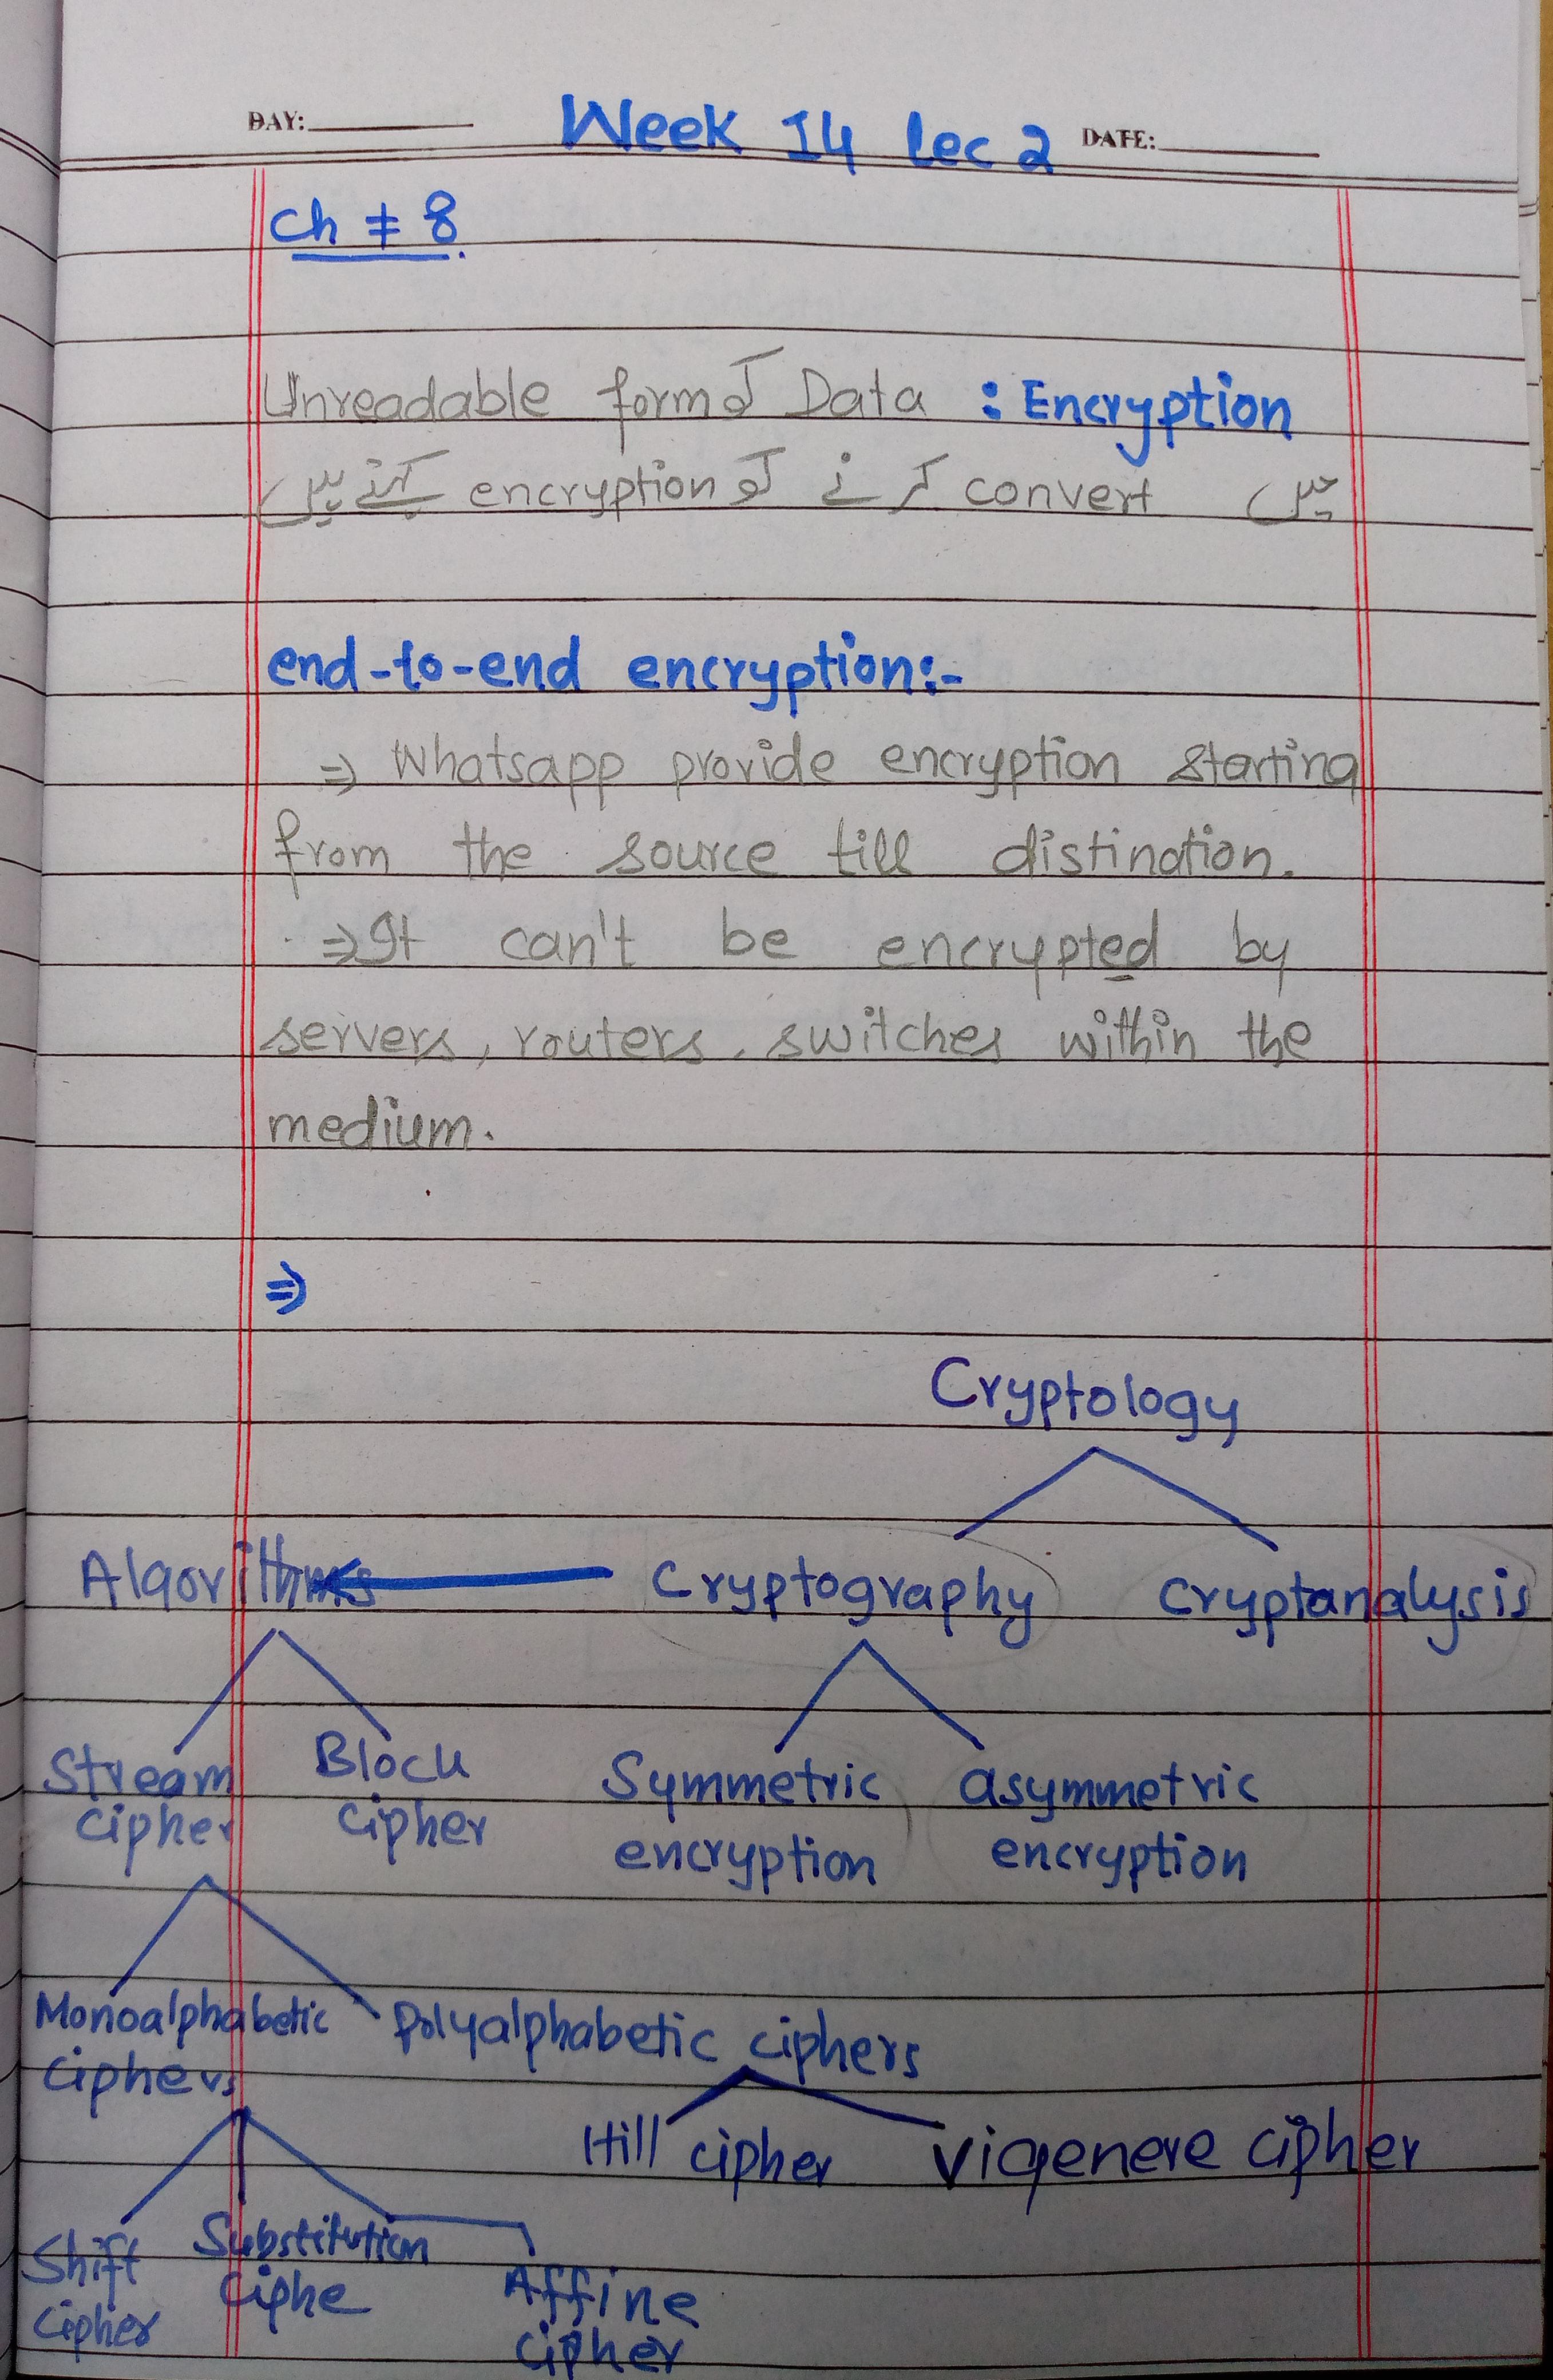 DAY: Week 14 lec 2 DATE:
Ch # 8.
Encryption : Data کو Unreadable form
میں convert کرنے کو encryption کہتے ہیں
end-to-end encryption:-
⇒ Whatsapp provide encryption starting
from the source till distination.
⇒ It can't be encrypted by
servers, routers, switches within the
medium.
⇒
Cryptology
Algorithms Cryptography Cryptanalysis
Stream Block Symmetric asymmetric
cipher cipher encryption encryption
Monoalphabetic Polyalphabetic ciphers
ciphers
Hill cipher vigenere cipher
Shift Substitution Affine
cipher ciphe cipher